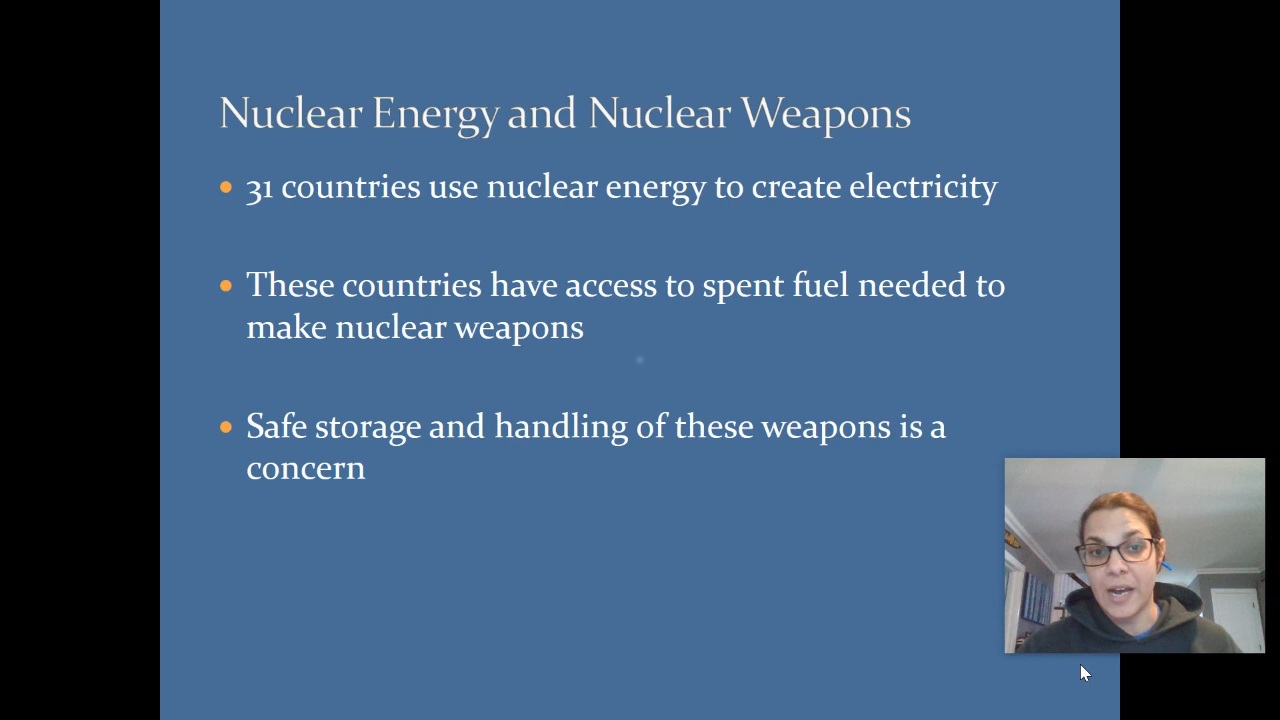 Nuclear Energy and Nuclear Weapons
• 31 countries use nuclear energy to create electricity
• These countries have access to spent fuel needed to
make nuclear weapons
• Safe storage and handling of these weapons is a
concern